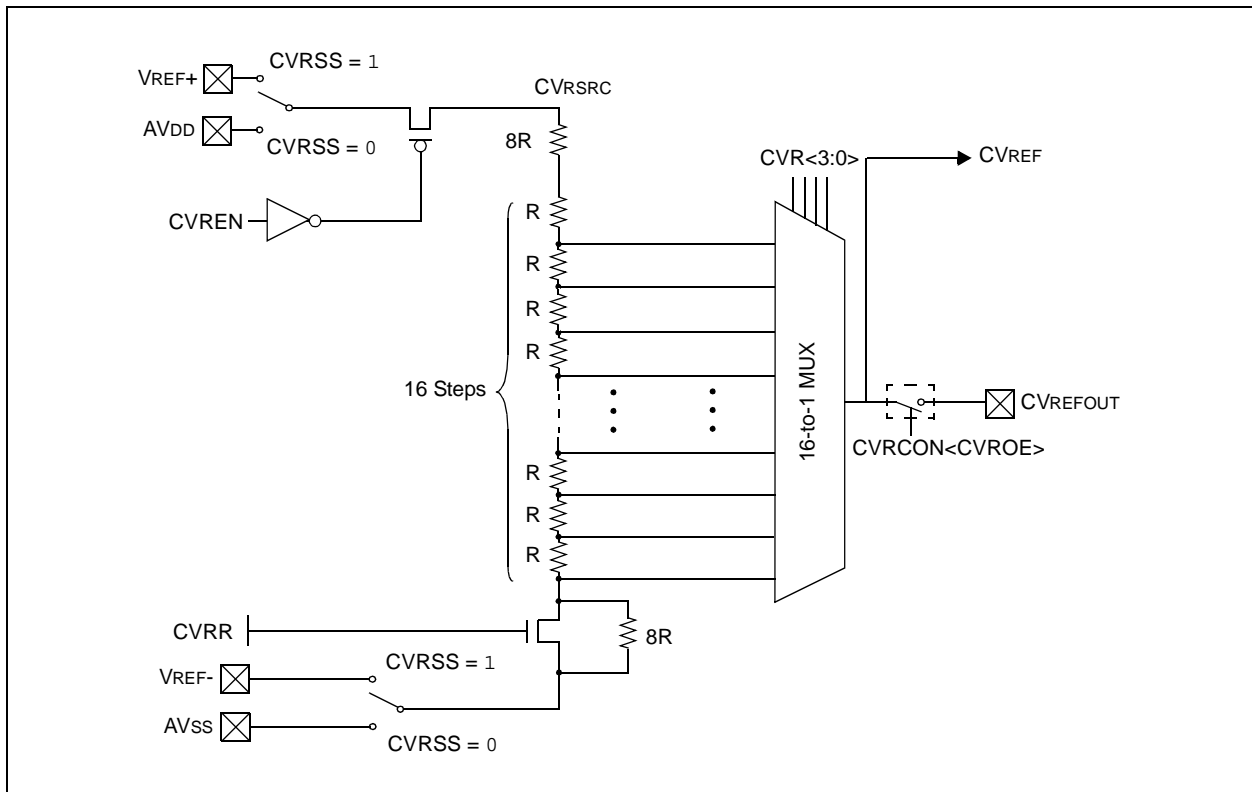 CVRSS = 1
VREF+
CVRSRC
AVDD
8R
CVRSS = 0
CVR<3:0>
CVREF
CVREN
R
R
R
R
16 Steps
16-to-1 MUX
CVREFOUT
CVRCON<CVROE>
R
R
R
CVRR
8R
CVRSS = 1
VREF-
AVSS
CVRSS = 0